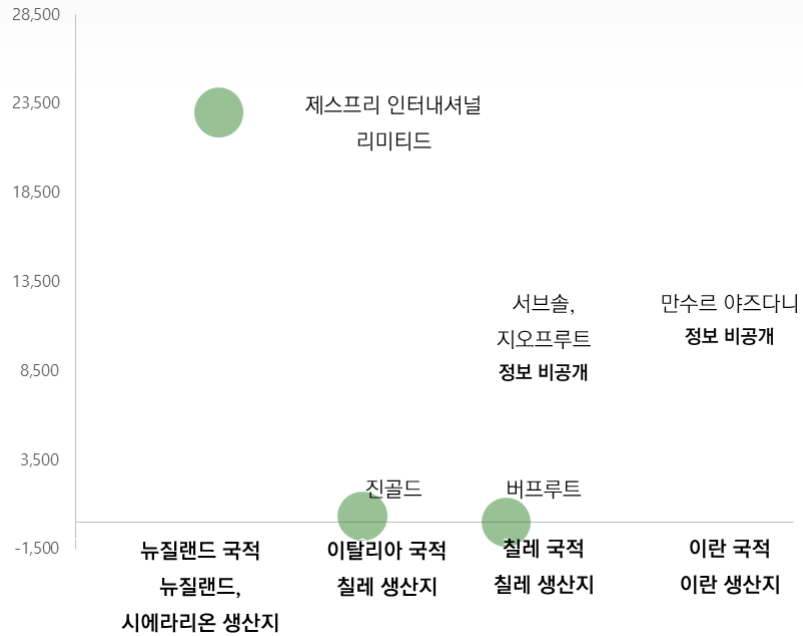 28,500
23,500
18,500
13,500
8,500
3,500
-1,500
제스프리 인터내셔널
리미티드
서브솔,
지오프루트
정보 비공개
만수르 야즈다니
정보 비공개
진골드
버프루트
뉴질랜드 국적
뉴질랜드,
시에라리온 생산지
이탈리아 국적
칠레 생산지
칠레 국적
칠레 생산지
이란 국적
이란 생산지